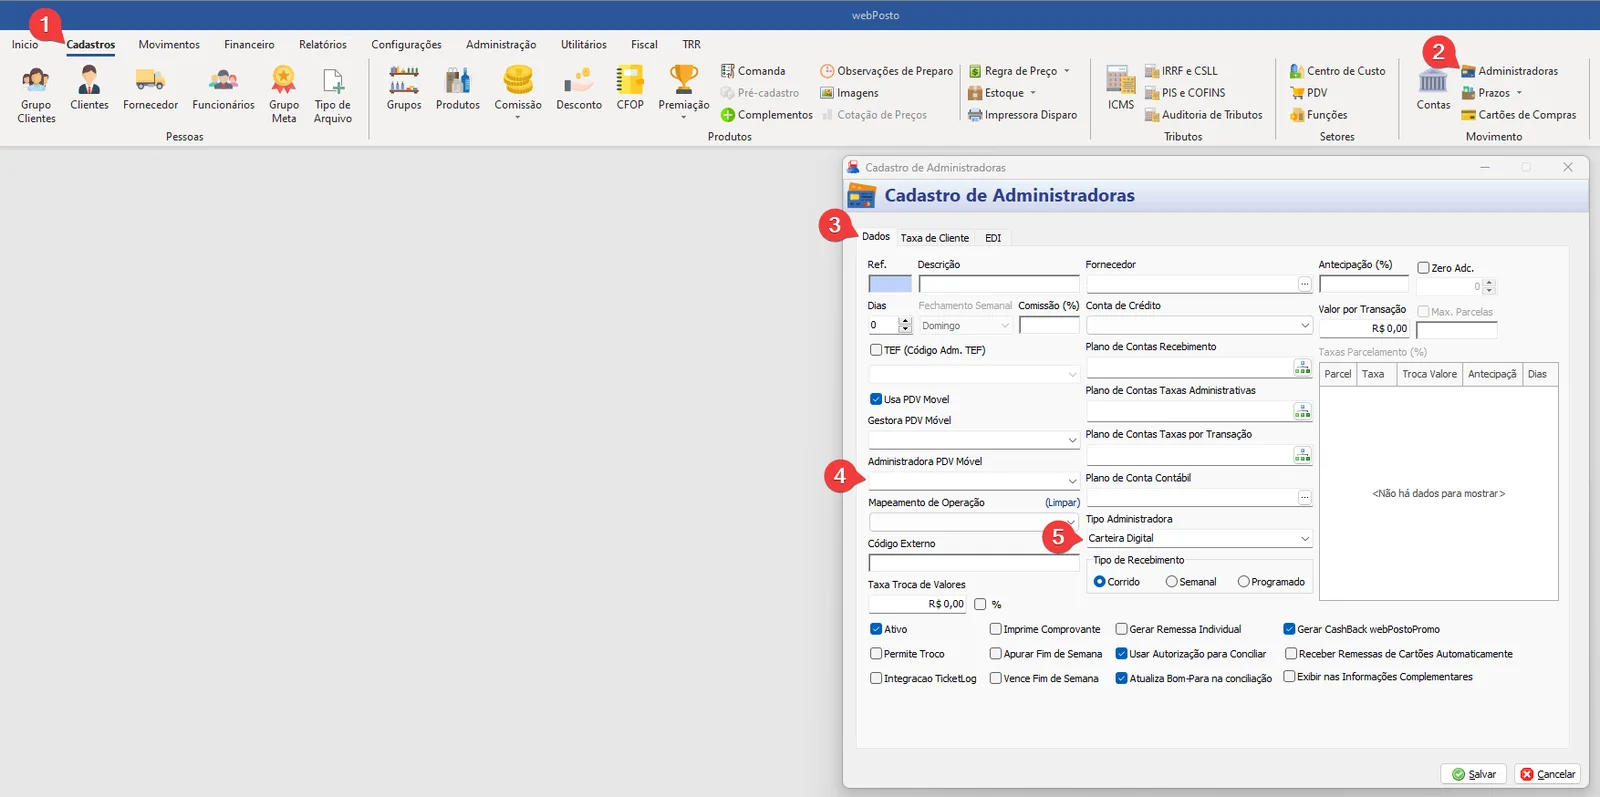 webPosto
1
Inicio Cadastros Movimentos Financeiro Relatórios Configurações Administração Utilitários Fiscal TRR
2
Grupo Clientes
Clientes
Fornecedor
Funcionários
Grupo Meta
Tipo de Arquivo
Pessoas
Grupos
Produtos
Comissão
Desconto
CFOP
Premiação
Comanda
Pré-cadastro
Complementos
Observações de Preparo
Imagens
Cotação de Preços
Regra de Preço
Estoque
Impressora Disparo
Produtos
ICMS
IRRF e CSLL
PIS e COFINS
Auditoria de Tributos
Tributos
Centro de Custo
PDV
Funções
Setores
Contas
Administradoras
Prazos
Cartões de Compras
Movimento
Cadastro de Administradoras
Cadastro de Administradoras
3
Dados Taxa de Cliente EDI
Ref. Descrição
Dias Fechamento Semanal Comissão (%)
0 Domingo
TEF (Código Adm. TEF)
Usa PDV Movel
Gestora PDV Móvel
Administradora PDV Móvel
4
Mapeamento de Operação (Limpar)
Código Externo
Taxa Troca de Valores
R$ 0,00 %
Fornecedor
...
Conta de Crédito
Plano de Contas Recebimento
Plano de Contas Taxas Administrativas
Plano de Contas Taxas por Transação
Plano de Conta Contábil
...
Tipo Administradora
5
Carteira Digital
Tipo de Recebimento
Corrido Semanal Programado
Antecipação (%) Zero Adc.
0
Valor por Transação Max. Parcelas
R$ 0,00
Taxas Parcelamento (%)
Parcel Taxa Troca Valore Antecipaçã Dias
<Não há dados para mostrar>
Ativo Imprime Comprovante Gerar Remessa Individual Gerar CashBack webPostoPromo
Permite Troco Apurar Fim de Semana Usar Autorização para Conciliar Receber Remessas de Cartões Automaticamente
Integracao TicketLog Vence Fim de Semana Atualiza Bom-Para na conciliação Exibir nas Informações Complementares
Salvar Cancelar